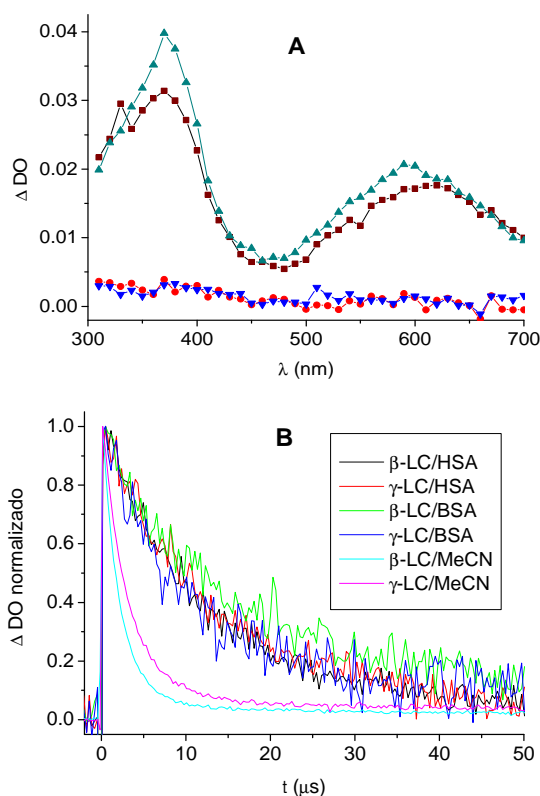 A
0.04
0.03
0.02
0.01
0.00
Δ DO
300 400 500 600 700
λ (nm)
B
1.0
0.8
0.6
0.4
0.2
0.0
Δ DO normalizado
β-LC/HSA
γ-LC/HSA
β-LC/BSA
γ-LC/BSA
β-LC/MeCN
γ-LC/MeCN
0 10 20 30 40 50
t (μs)